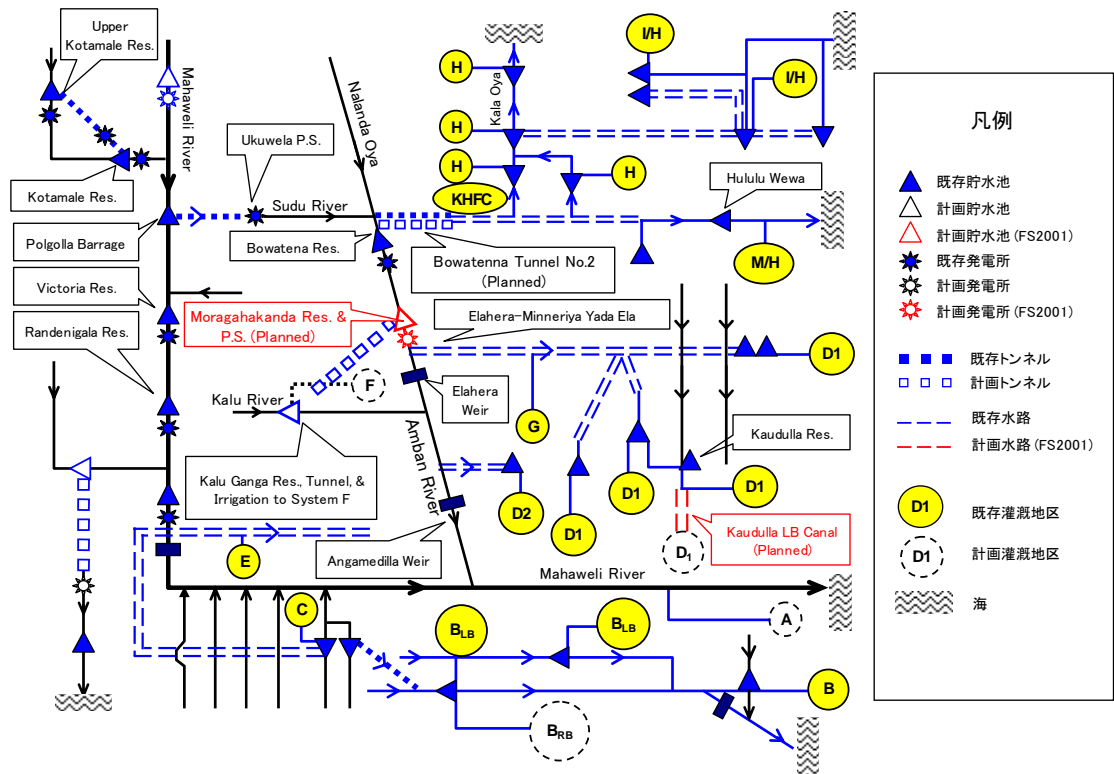 Upper
Kotamale Res.
Mahaweli River
Kotamale Res.
Ukuwela P.S.
Sudu River
Polgolla Barrage
Victoria Res.
Randenigala Res.
Nalanda Oya
Bowatena Res.
Kala Oya
H
H
H
H
KHFC
I/H
I/H
Hululu Wewa
M/H
Bowatenna Tunnel No.2
(Planned)
Moragahakanda Res. &
P.S. (Planned)
Elahera-Minneriya Yada Ela
D1
F
Kalu River
Elahera
Weir
G
Kaudulla Res.
Amban River
Kalu Ganga Res., Tunnel, &
Irrigation to System F
D2
D1
D1
D1
Kaudulla LB Canal
(Planned)
D1
E
Angamedilla Weir
Mahaweli River
C
BLB
BLB
A
B
BRB
凡例
既存貯水池
計画貯水池
計画貯水池(FS2001)
既存発電所
計画発電所
計画発電所(FS2001)
既存トンネル
計画トンネル
既存水路
計画水路(FS2001)
D1
既存灌漑地区
D1
計画灌漑地区
海